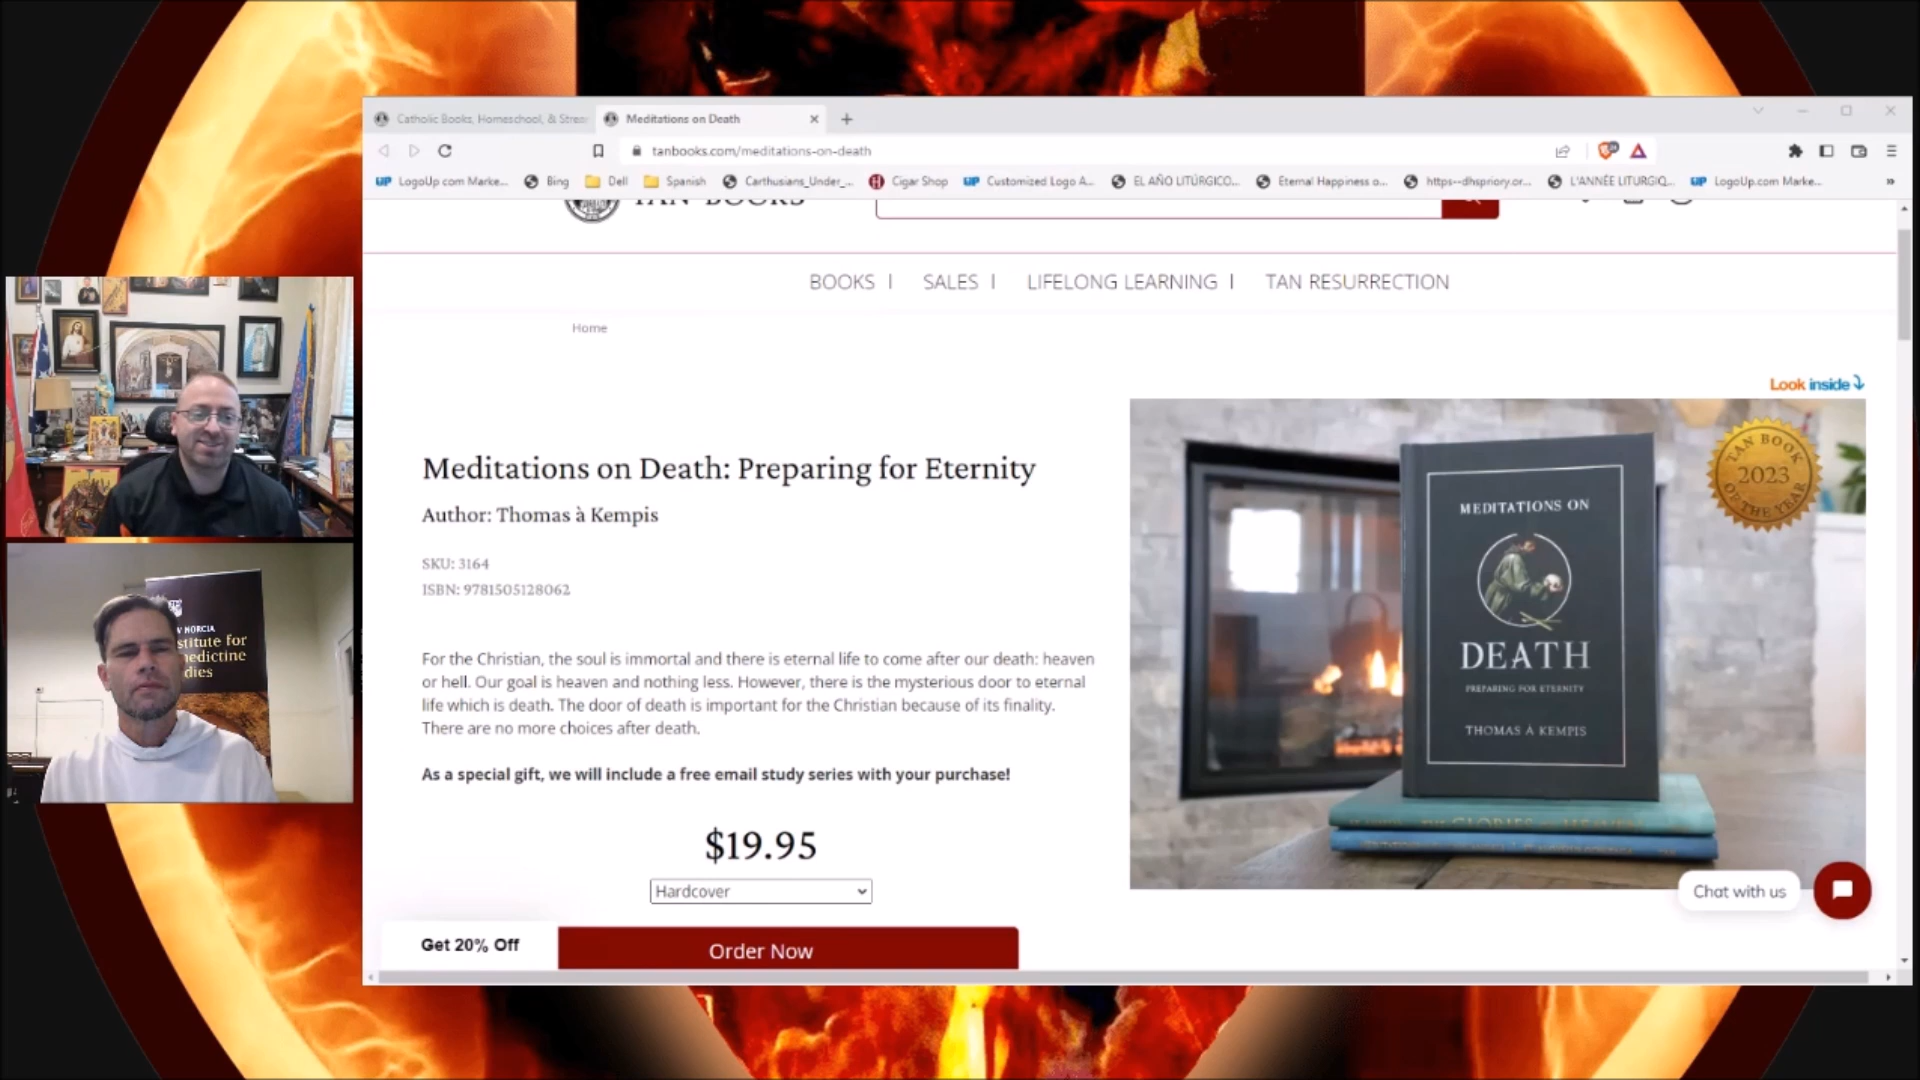 Catholic Books, Homeschool, & Strea
Meditations on Death
tanbooks.com/meditations-on-death
LogoUp com Marke...
Bing
Dell
Spanish
Carthusians_Under_...
Cigar Shop
Customized Logo A...
EL AÑO LITÚRGICO...
Eternal Happiness o...
https--dhspriory.or...
L'ANNÉE LITURGIQ...
LogoUp.com Marke...
TAN BOOKS
BOOKS |
SALES |
LIFELONG LEARNING |
TAN RESURRECTION
Home
Look inside
Meditations on Death: Preparing for Eternity
Author: Thomas à Kempis
SKU: 3164
ISBN: 9781505128062
For the Christian, the soul is immortal and there is eternal life to come after our death: heaven
or hell. Our goal is heaven and nothing less. However, there is the mysterious door to eternal
life which is death. The door of death is important for the Christian because of its finality.
There are no more choices after death.
As a special gift, we will include a free email study series with your purchase!
$19.95
Hardcover
Get 20% Off
Order Now
TAN BOOK
2023
OF THE YEAR
MEDITATIONS ON
DEATH
PREPARING FOR ETERNITY
THOMAS À KEMPIS
THE GLORIES OF HEAVEN
Chat with us
NORCIA
stitute for
edictine
dies